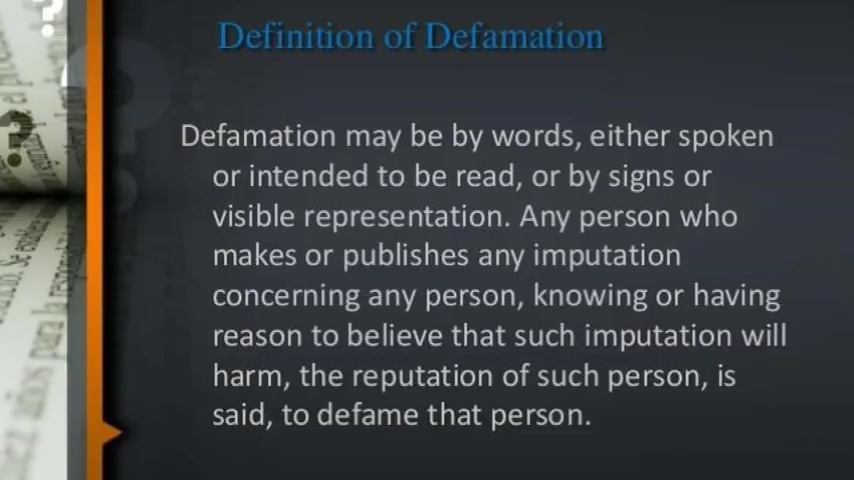 Definition of Defamation
Defamation may be by words, either spoken
or intended to be read, or by signs or
visible representation. Any person who
makes or publishes any imputation
concerning any person, knowing or having
reason to believe that such imputation will
harm, the reputation of such person, is
said, to defame that person.